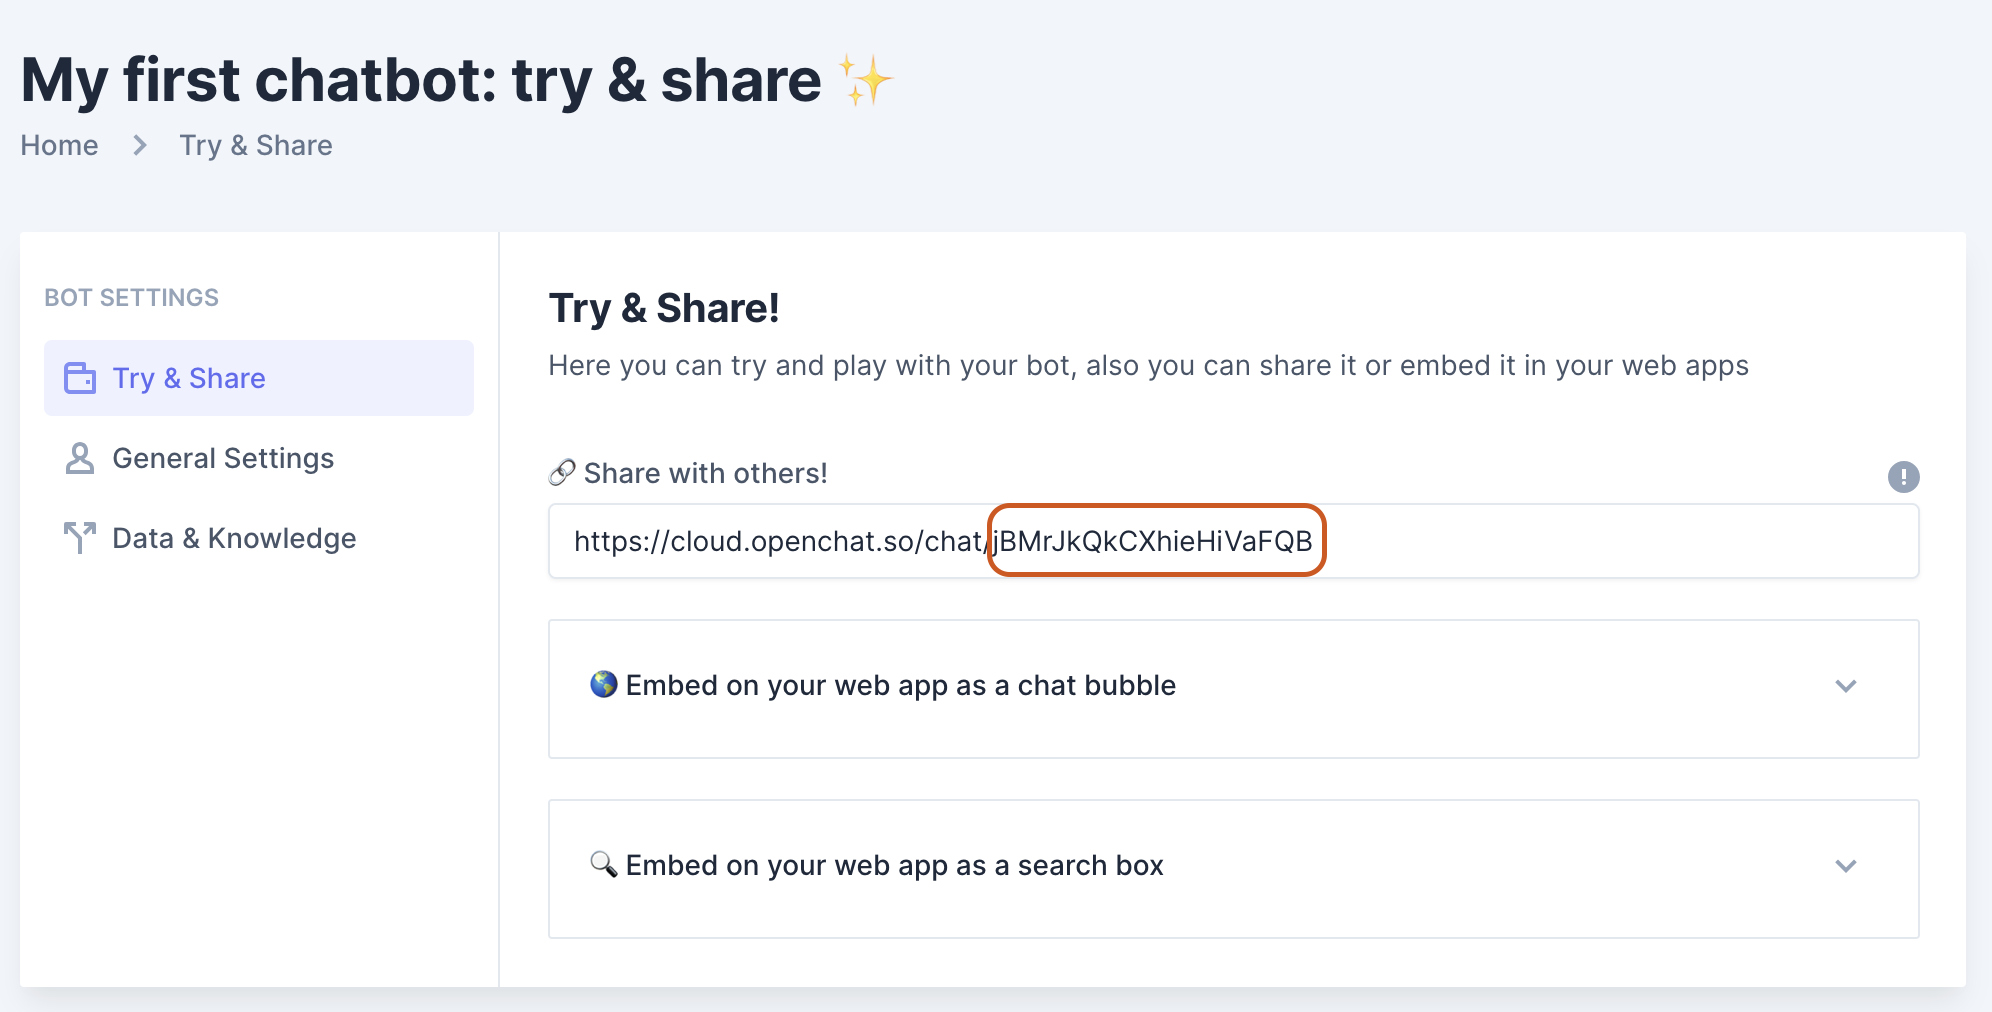 My first chatbot: try & share ✨
Home > Try & Share
BOT SETTINGS
Try & Share
General Settings
Data & Knowledge
Try & Share!
Here you can try and play with your bot, also you can share it or embed it in your web apps
🔗 Share with others!
https://cloud.openchat.so/chat/jBMrJkQkCXhieHiVaFQB
🌎 Embed on your web app as a chat bubble
🔍 Embed on your web app as a search box